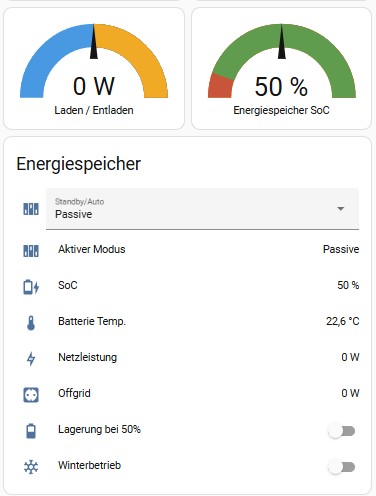 0 W
Laden / Entladen
50 %
Energiespeicher SoC
Energiespeicher
Standby/Auto
Passive
Aktiver Modus Passive
SoC 50 %
Batterie Temp. 22,6 °C
Netzleistung 0 W
Offgrid 0 W
Lagerung bei 50%
Winterbetrieb